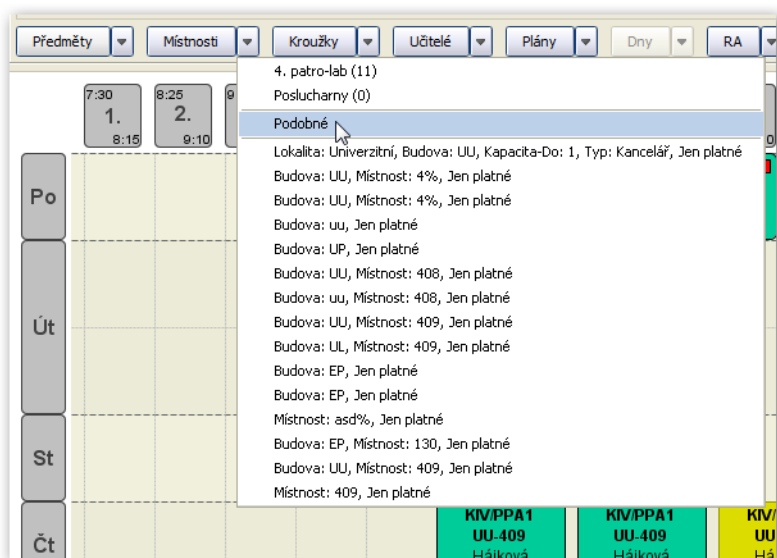 Předměty Místnosti Kroužky Učitelé Plány Dny RA
4. patro-lab (11)
Poslucharny (0)
Podobné
7:30 8:25 9
1. 2.
8:15 9:10
Lokalita: Univerzitní, Budova: UU, Kapacita-Do: 1, Typ: Kancelář, Jen platné
Budova: UU, Místnost: 4%, Jen platné
Budova: UU, Místnost: 4%, Jen platné
Budova: uu, Jen platné
Budova: UP, Jen platné
Budova: UU, Místnost: 408, Jen platné
Budova: uu, Místnost: 408, Jen platné
Budova: UU, Místnost: 409, Jen platné
Budova: UL, Místnost: 409, Jen platné
Budova: EP, Jen platné
Budova: EP, Jen platné
Místnost: asd%, Jen platné
Budova: EP, Místnost: 130, Jen platné
Budova: UU, Místnost: 409, Jen platné
Místnost: 409, Jen platné
Po
Út
St
Čt
KIV/PPA1 KIV/PPA1 KIV/
UU-409 UU-409 UU
Hájková Hájková Há